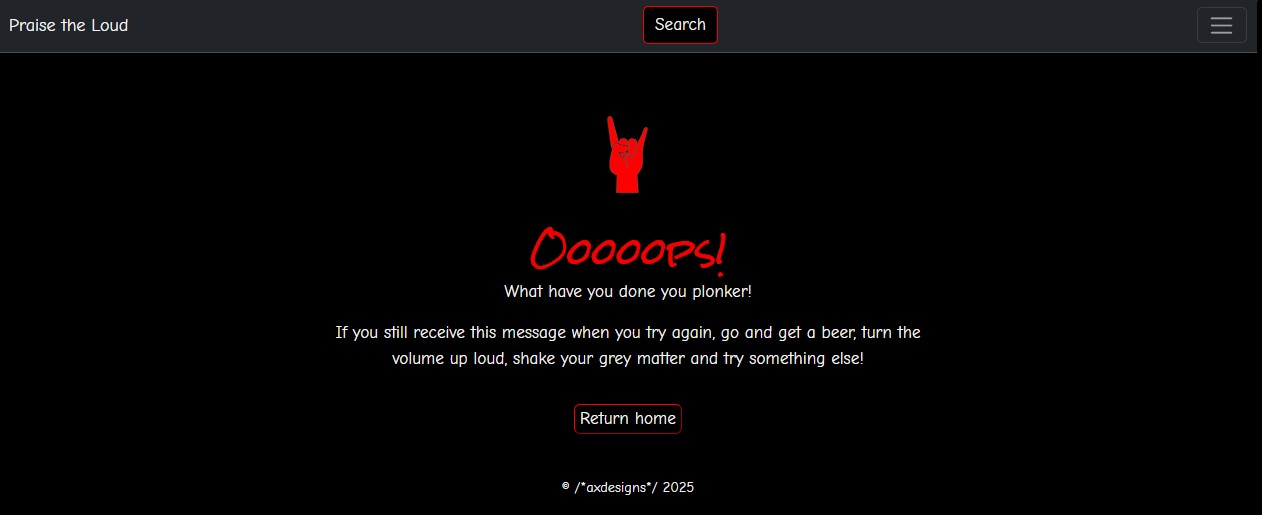 Praise the Loud
Search
Ooooops!
What have you done you plonker!
If you still receive this message when you try again, go and get a beer, turn the
volume up loud, shake your grey matter and try something else!
Return home
© /*axdesigns*/ 2025